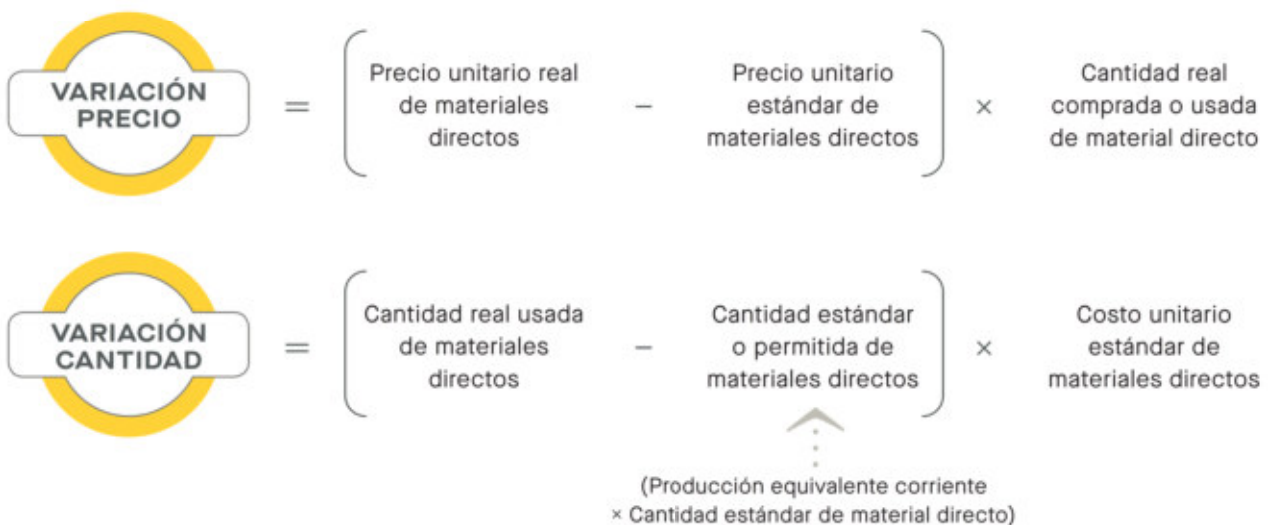 VARIACIÓN
PRECIO
=
Precio unitario real
de materiales
directos
–
Precio unitario
estándar de
materiales directos
×
Cantidad real
comprada o usada
de material directo
VARIACIÓN
CANTIDAD
=
Cantidad real usada
de materiales
directos
–
Cantidad estándar
o permitida de
materiales directos
×
Costo unitario
estándar de
materiales directos
(Producción equivalente corriente
× Cantidad estándar de material directo)